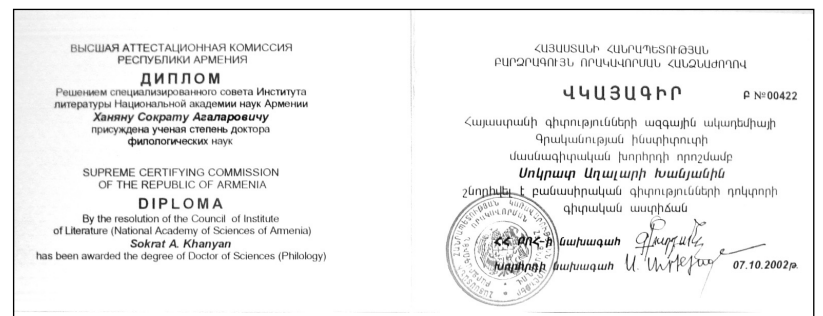 ВЫСШАЯ АТТЕСТАЦИОННАЯ КОМИССИЯ
РЕСПУБЛИКИ АРМЕНИЯ
ДИПЛОМ
Решением специализированного совета Института
литературы Национальной академии наук Армении
Ханяну Сократу Агаларовичу
присуждена ученая степень доктора
филологических наук
SUPREME CERTIFYING COMMISSION
OF THE REPUBLIC OF ARMENIA
DIPLOMA
By the resolution of the Council of Institute
of Literature (National Academy of Sciences of Armenia)
Sokrat A. Khanyan
has been awarded the degree of Doctor of Sciences (Philology)
ՀԱՅԱՍՏԱՆԻ ՀԱՆՐԱՊԵՏՈՒԹՅԱՆ
ԲԱՐՁՐԱԳՈՒՅՆ ՈՐԱԿԱՎՈՐՄԱՆ ՀԱՆՁՆԱԺՈՂՈՎ
ՎԿԱՅԱԳԻՐ Բ №00422
Հայաստանի գիտությունների ազգային ակադեմիայի
Գրականության ինստիտուտի
մասնագիտական խորհրդի որոշմամբ
Սոկրատ Աղալարի Խանյանին
շնորհվել է բանասիրական գիտությունների դոկտորի
գիտական աստիճան
ՀՀ ԲՈՀ-ի նախագահ
Խորհրդի նախագահ 07.10.2002թ.